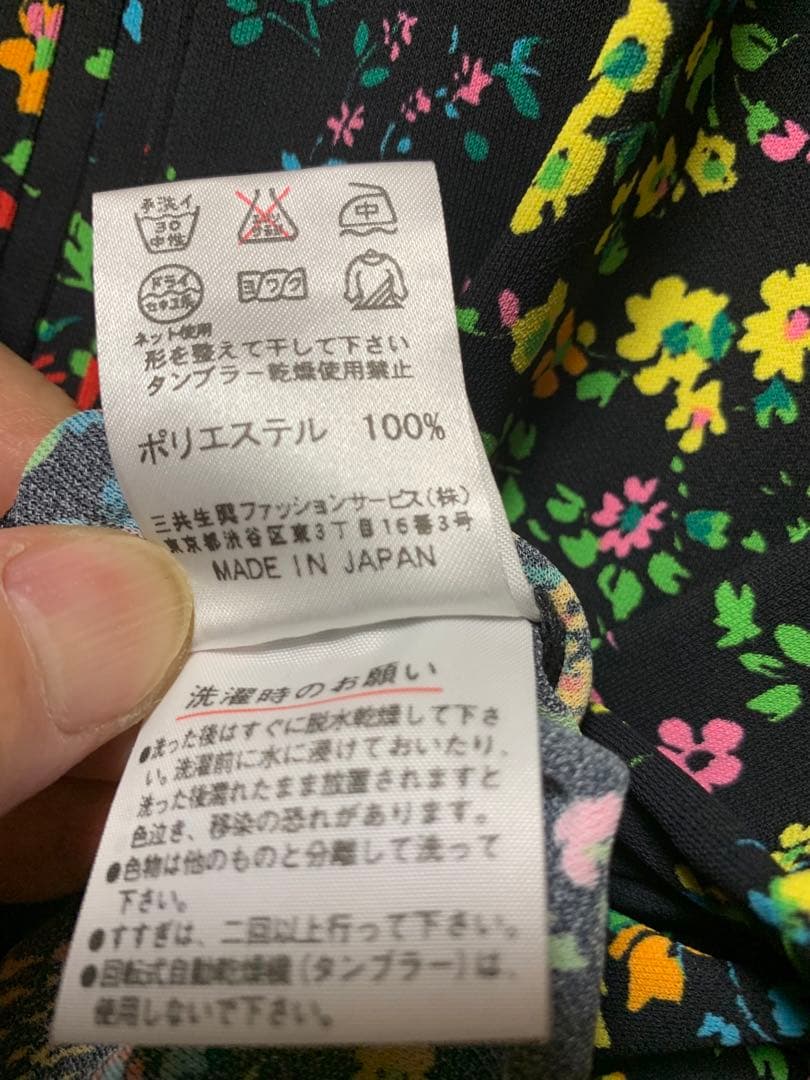 手洗イ
30
中性
エンソ
サラシ
中
ドライ
セキユ系
ヨワク
ネット使用
形を整えて干して下さい
タンブラー乾燥使用禁止
ポリエステル 100%
三共生興ファッションサービス(株)
東京都渋谷区東3丁目16番3号
MADE IN JAPAN
洗濯時のお願い
●洗った後はすぐに脱水乾燥して下さ
い。洗濯前に水に浸けておいたり、
洗った後濡れたまま放置されますと
色泣き、移染の恐れがあります。
●色物は他のものと分離して洗って
下さい。
●すすぎは、二回以上行って下さい。
●回転式自動乾燥機(タンブラー)は、
使用しないで下さい。